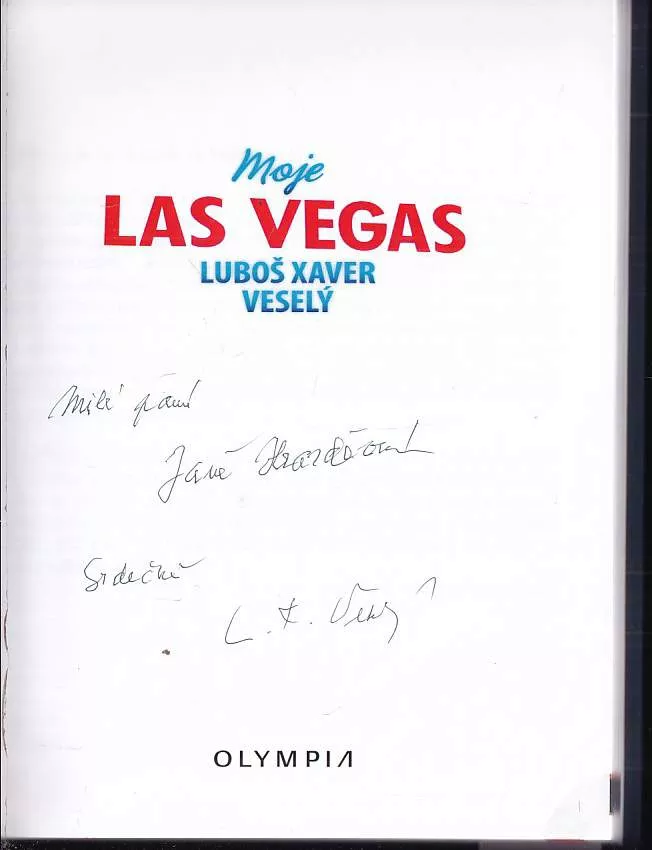 Moje
LAS VEGAS
LUBOŠ XAVER
VESELÝ
Milé paní
Janě
Srdečně
L. X. Veselý
OLYMPIA